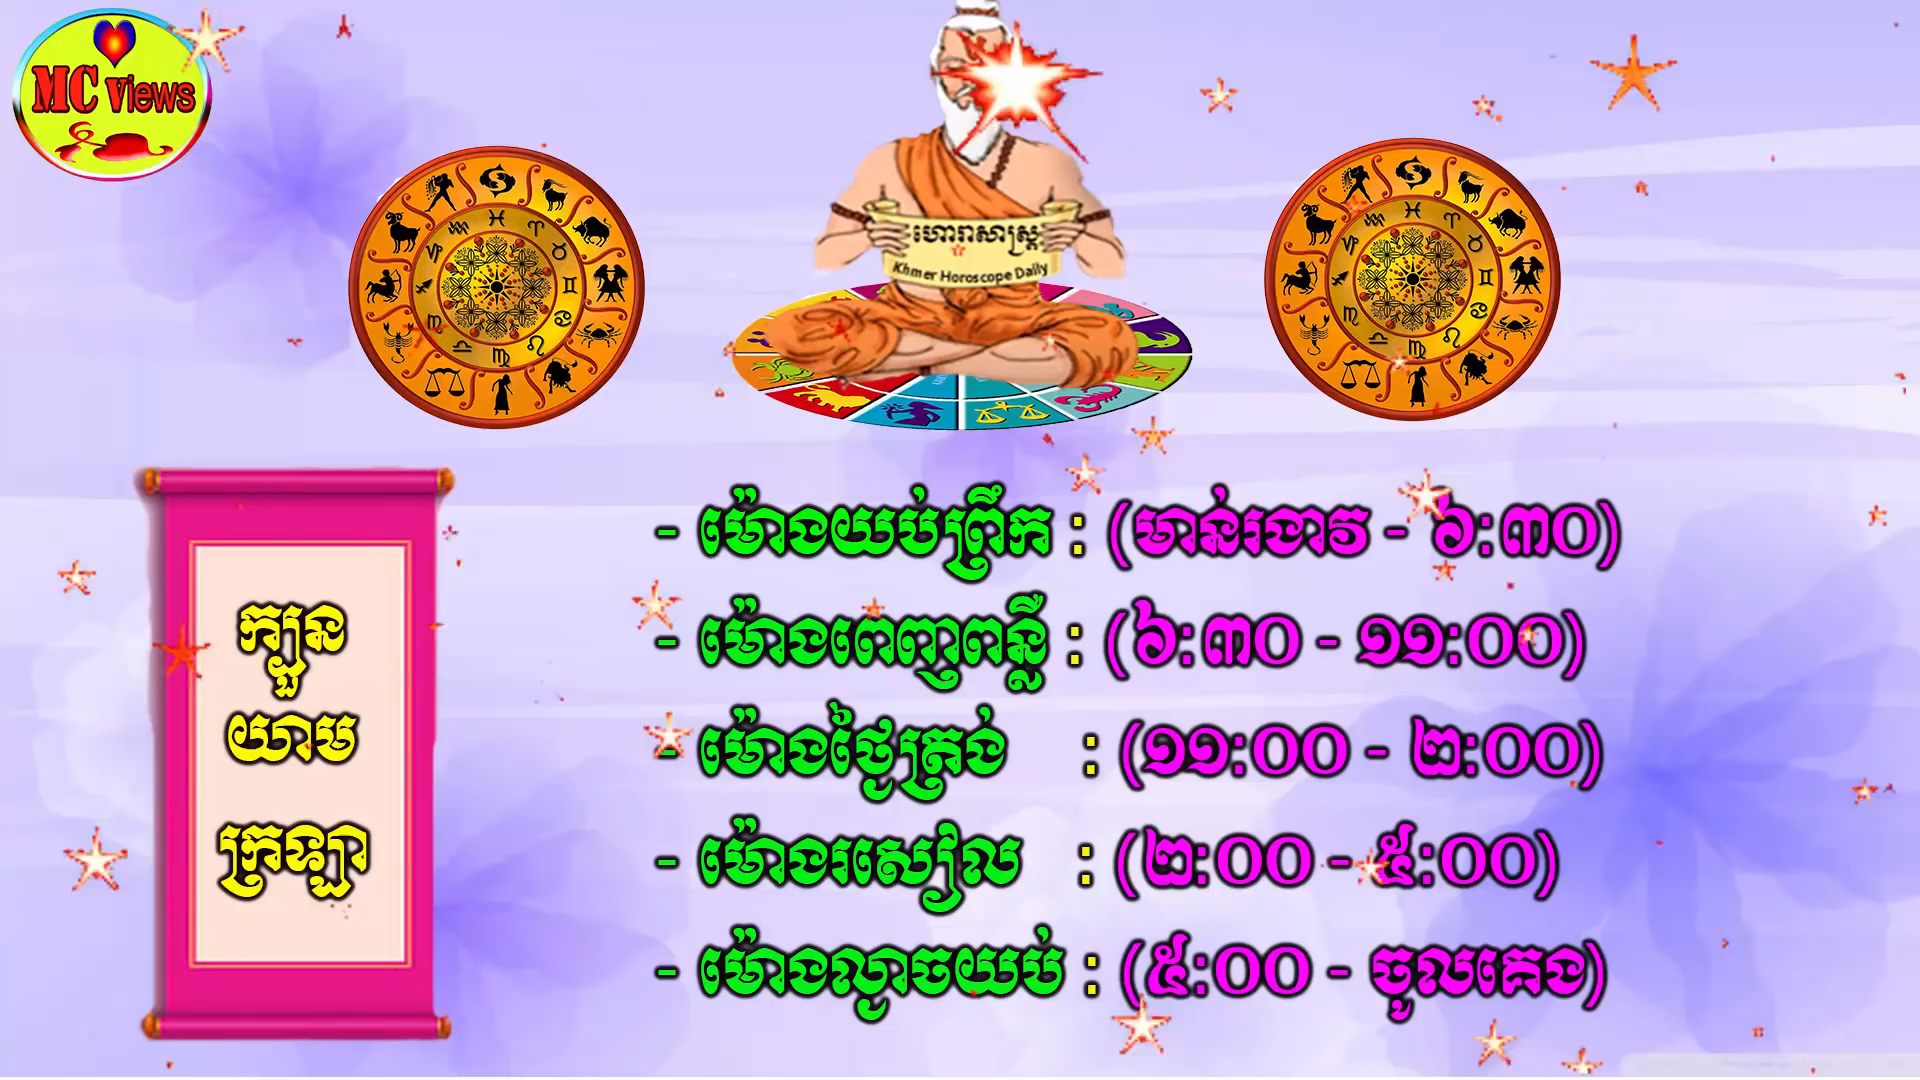 MC Views
ហោរាសាស្ត្រ
Khmer Horoscope Daily
ក្បួន
យាម
ក្រឡា
- ម៉ោងយប់ព្រឹក : (មាន់រងាវ - ៦:៣០)
- ម៉ោងពេញពន្លឺ : (៦:៣០ - ១១:០០)
- ម៉ោងថ្ងៃត្រង់ : (១១:០០ - ២:០០)
- ម៉ោងរសៀល : (២:០០ - ៥:០០)
- ម៉ោងល្ងាចយប់ : (៥:០០ - ចូលគេង)